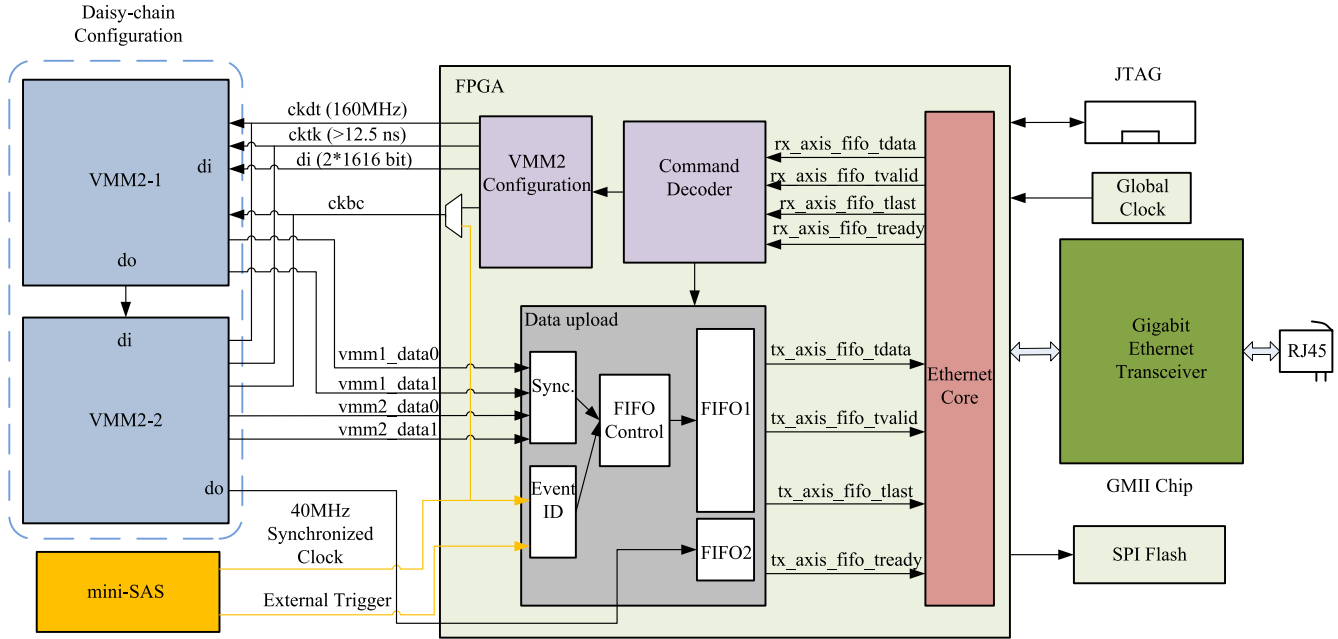 Daisy-chain
Configuration
VMM2-1
di
do
di
VMM2-2
do
mini-SAS
ckdt (160MHz)
cktk (>12.5 ns)
di (2*1616 bit)
ckbc
vmm1_data0
vmm1_data1
vmm2_data0
vmm2_data1
40MHz
Synchronized
Clock
External Trigger
FPGA
VMM2
Configuration
Command
Decoder
rx_axis_fifo_tdata
rx_axis_fifo_tvalid
rx_axis_fifo_tlast
rx_axis_fifo_tready
Data upload
Sync.
FIFO
Control
Event
ID
FIFO1
FIFO2
tx_axis_fifo_tdata
tx_axis_fifo_tvalid
tx_axis_fifo_tlast
tx_axis_fifo_tready
Ethernet
Core
JTAG
Global
Clock
Gigabit
Ethernet
Transceiver
RJ45
GMII Chip
SPI Flash